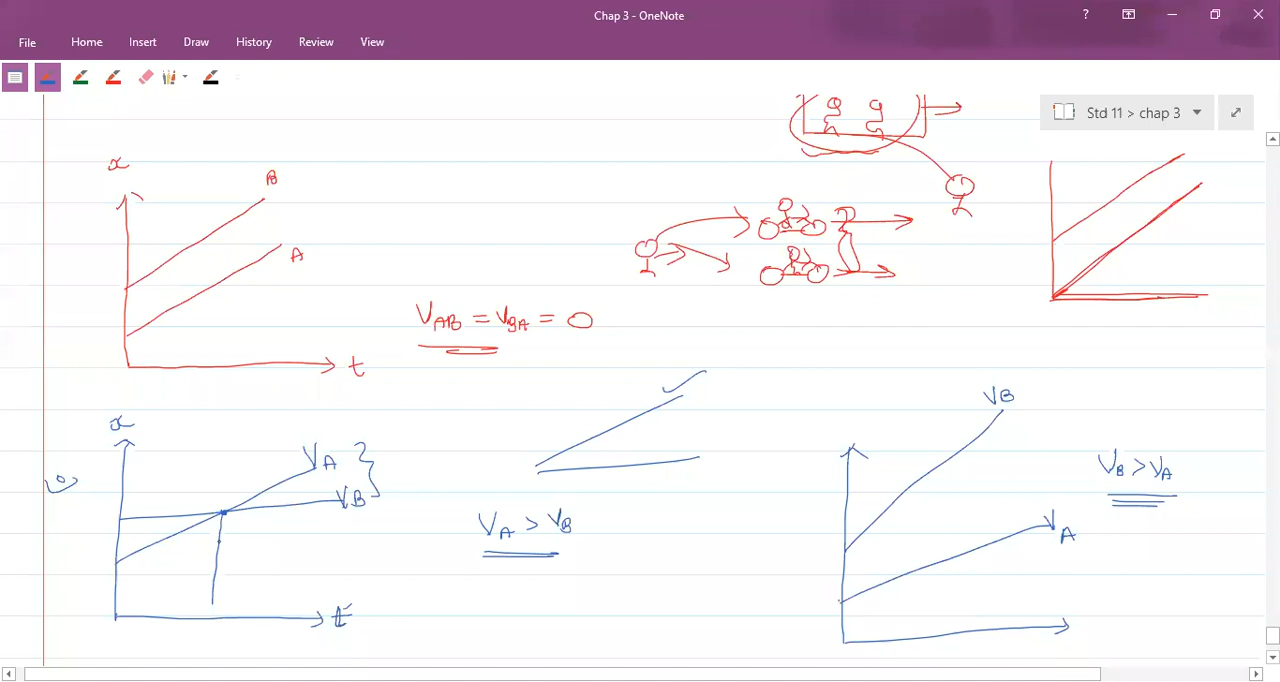 Chap 3 - OneNote
?
File Home Insert Draw History Review View
Std 11 > chap 3
x
B
A
t
V_AB = V_BA = 0
x
V_A
V_B
t
V_A > V_B
V_B
V_A
V_B > V_A